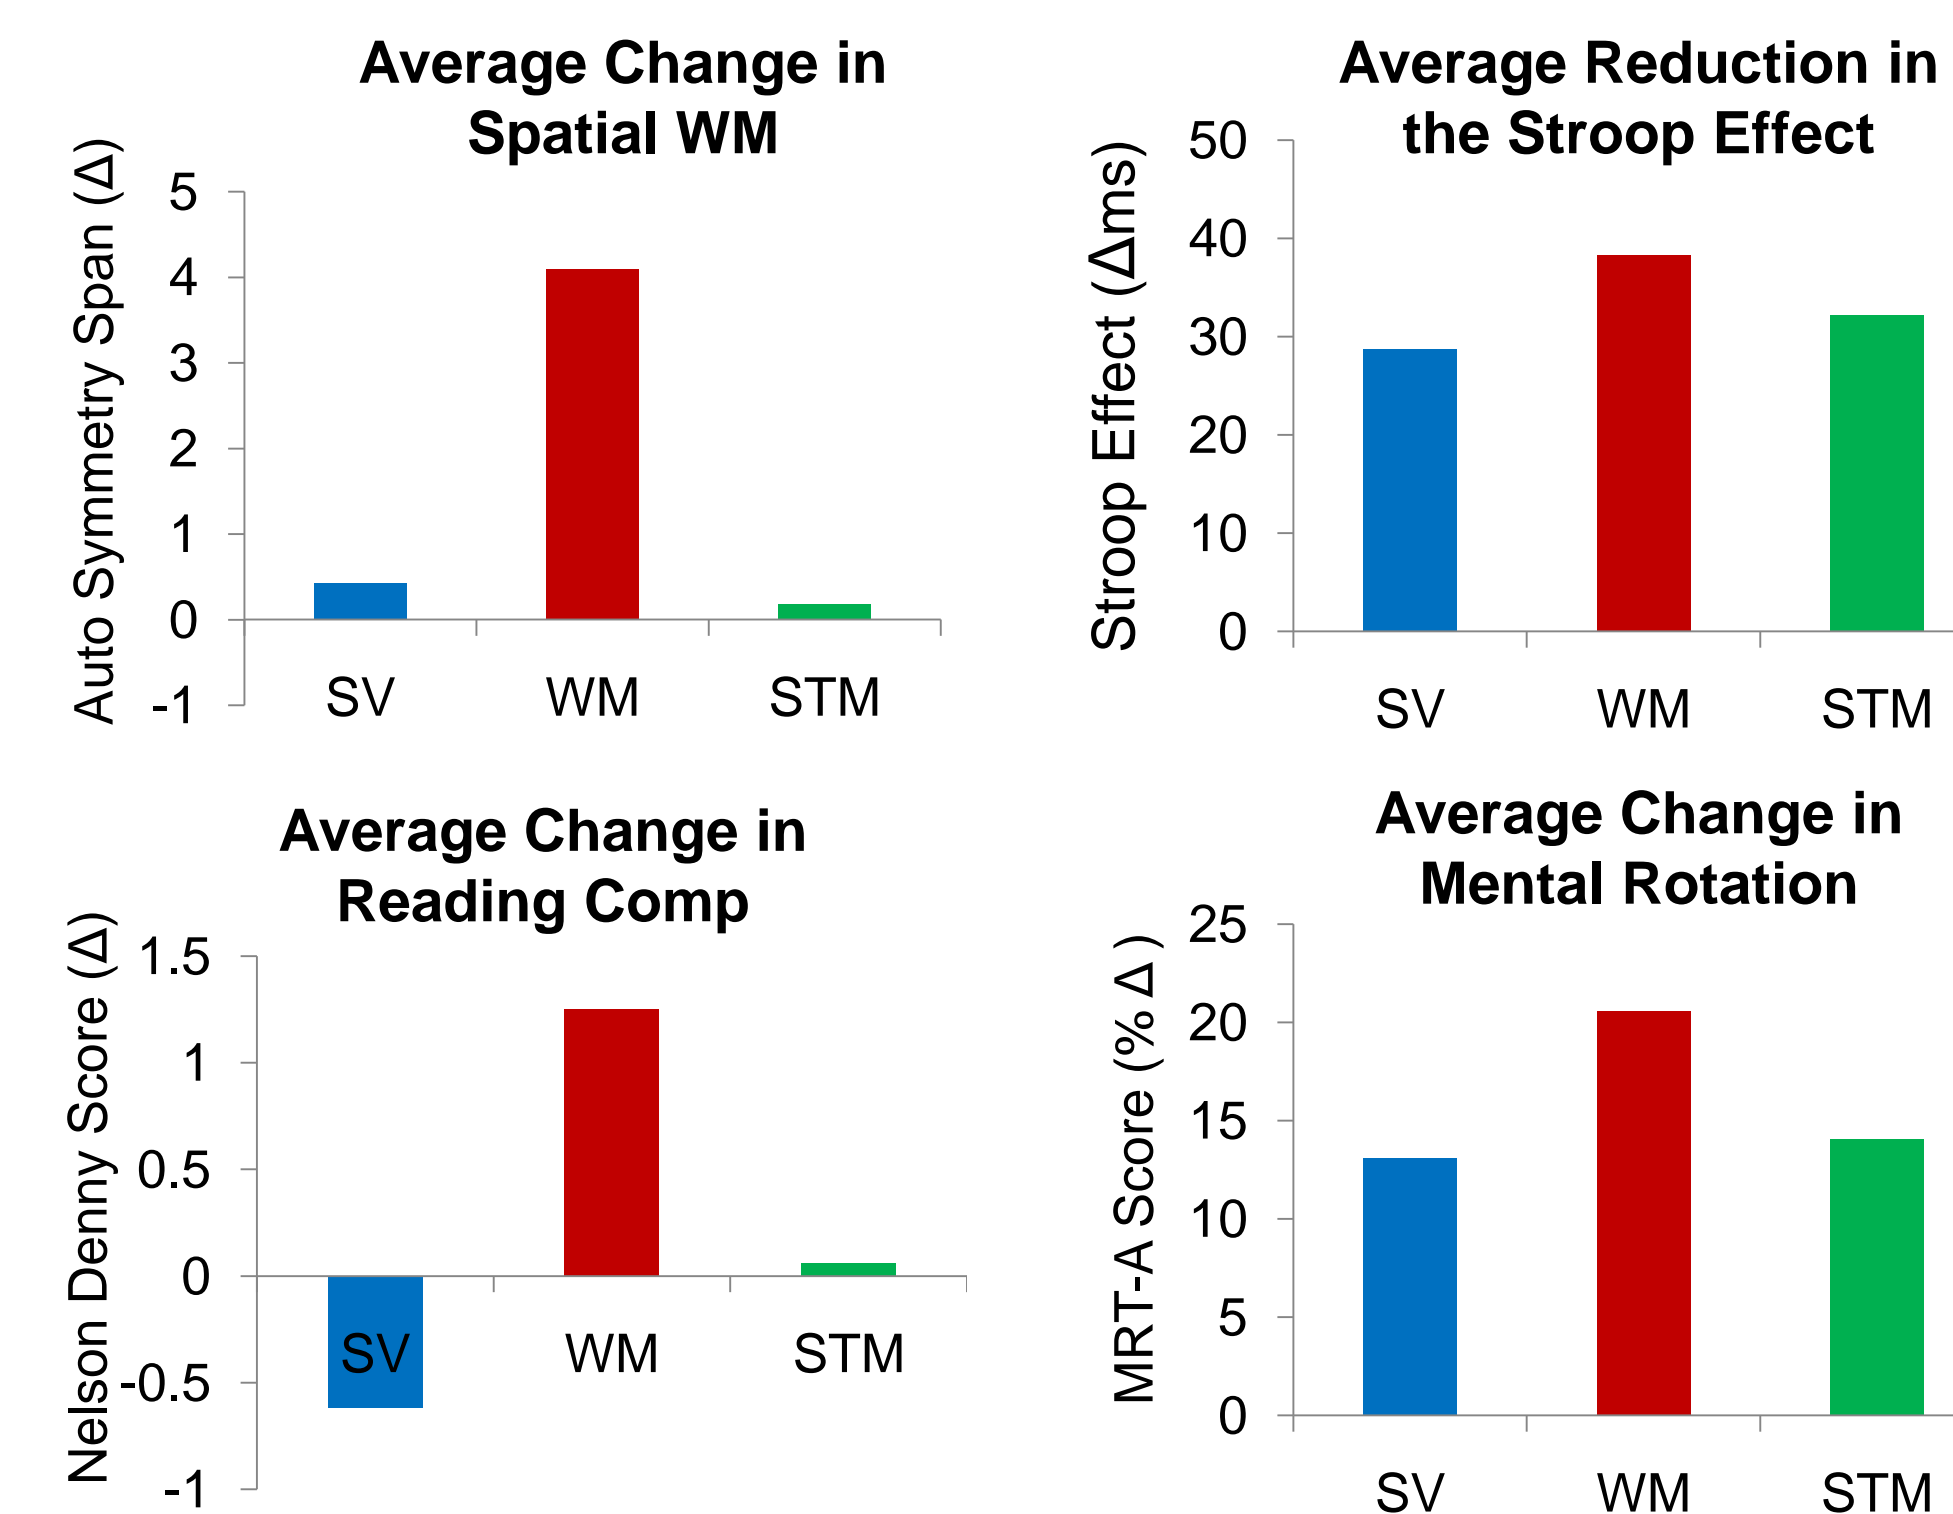 Average Change in
Spatial WM
Auto Symmetry Span (Δ)
5
4
3
2
1
0
-1
SV WM STM
Average Reduction in
the Stroop Effect
Stroop Effect (Δms)
50
40
30
20
10
0
SV WM STM
Average Change in
Reading Comp
Nelson Denny Score (Δ)
1.5
1
0.5
0
-0.5
-1
SV WM STM
Average Change in
Mental Rotation
MRT-A Score (% Δ )
25
20
15
10
5
0
SV WM STM